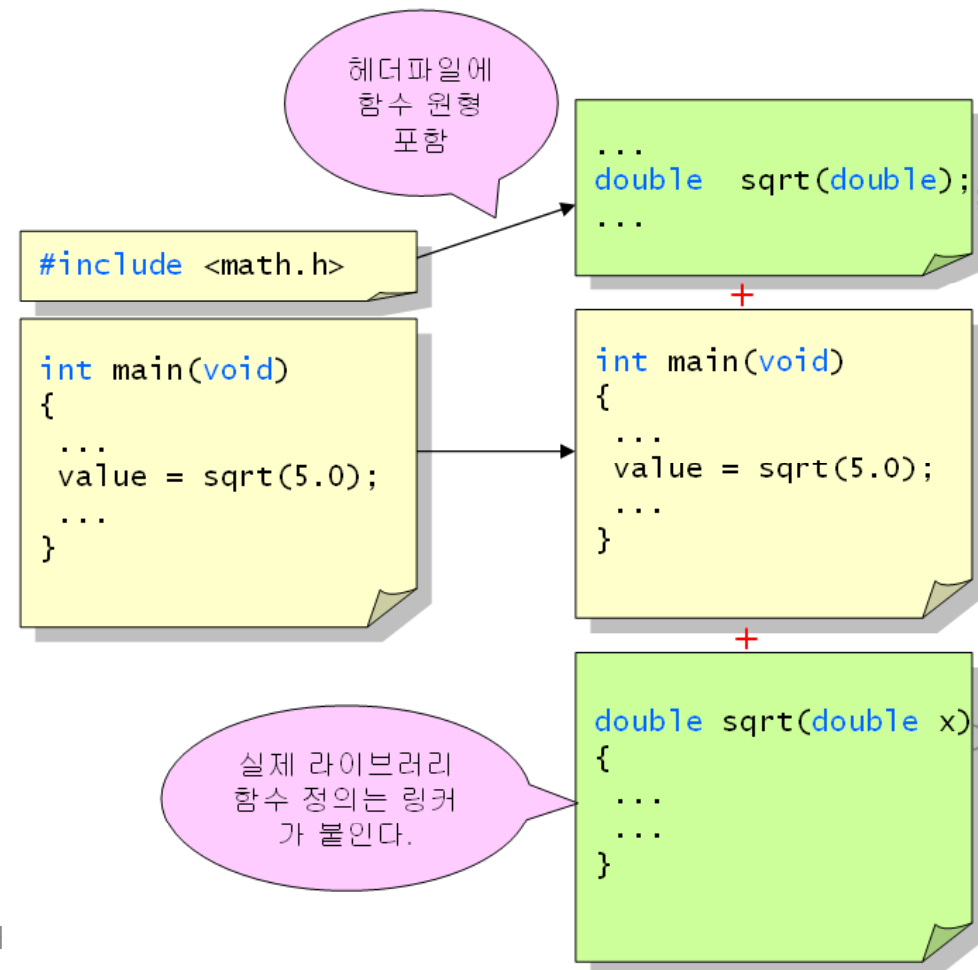 헤더파일에
함수 원형
포함
...
double sqrt(double);
...
#include <math.h>
+
int main(void)
{
...
value = sqrt(5.0);
...
}
int main(void)
{
...
value = sqrt(5.0);
...
}
+
실제 라이브러리
함수 정의는 링커
가 붙인다.
double sqrt(double x)
{
...
...
}